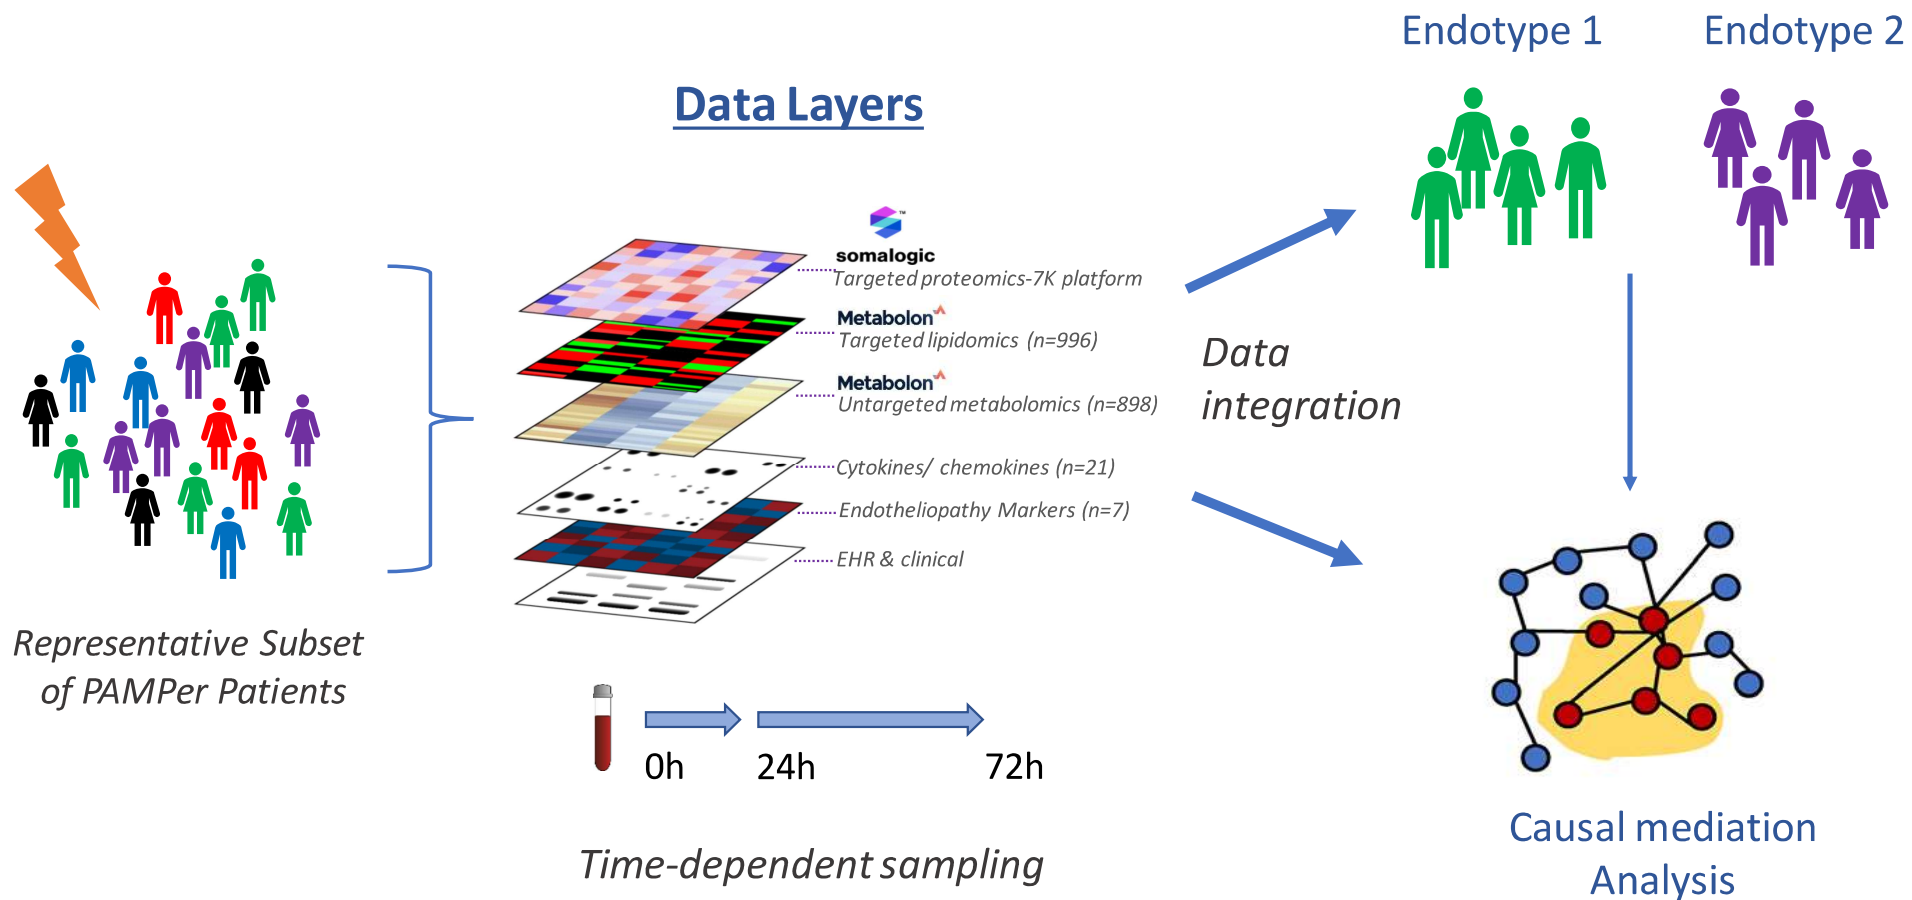 Endotype 1
Endotype 2
Data Layers
somalogic
™
Targeted proteomics-7K platform
Metabolon
Targeted lipidomics (n=996)
Metabolon
Untargeted metabolomics (n=898)
Cytokines/ chemokines (n=21)
Endotheliopathy Markers (n=7)
EHR & clinical
Data
integration
Representative Subset
of PAMPer Patients
0h
24h
72h
Time-dependent sampling
Causal mediation
Analysis